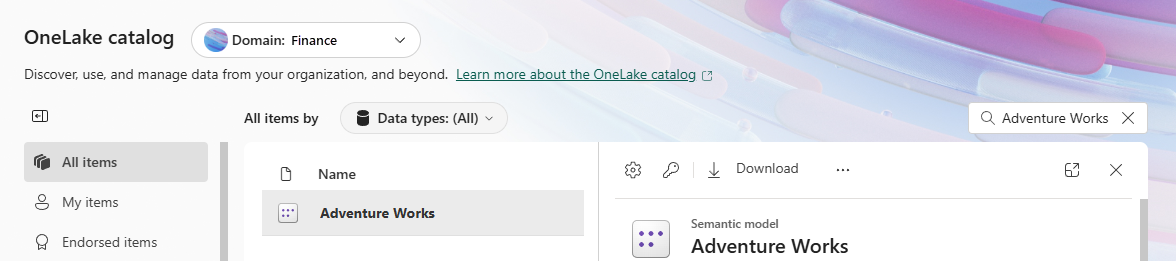 OneLake catalog
Domain: Finance
Discover, use, and manage data from your organization, and beyond. Learn more about the OneLake catalog
All items by
Data types: (All)
Adventure Works
All items
My items
Endorsed items
Name
Adventure Works
Download
...
Semantic model
Adventure Works